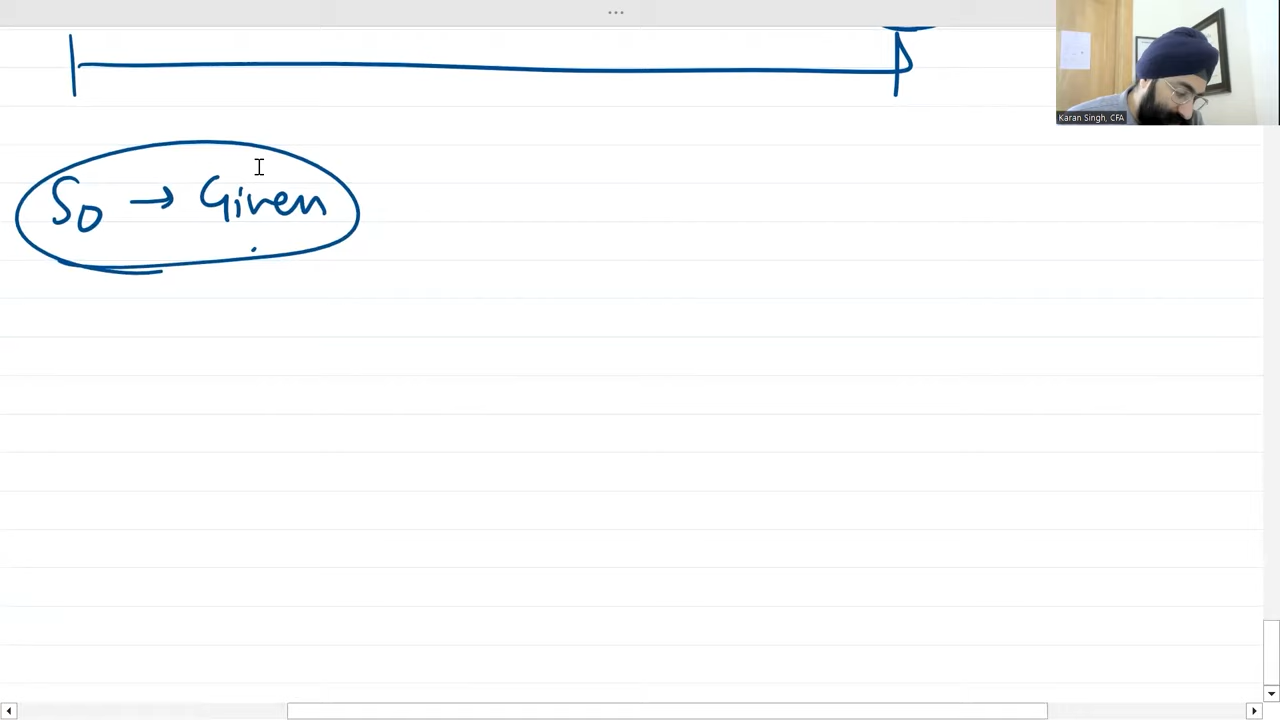 Karan Singh, CFA
S0 → Given